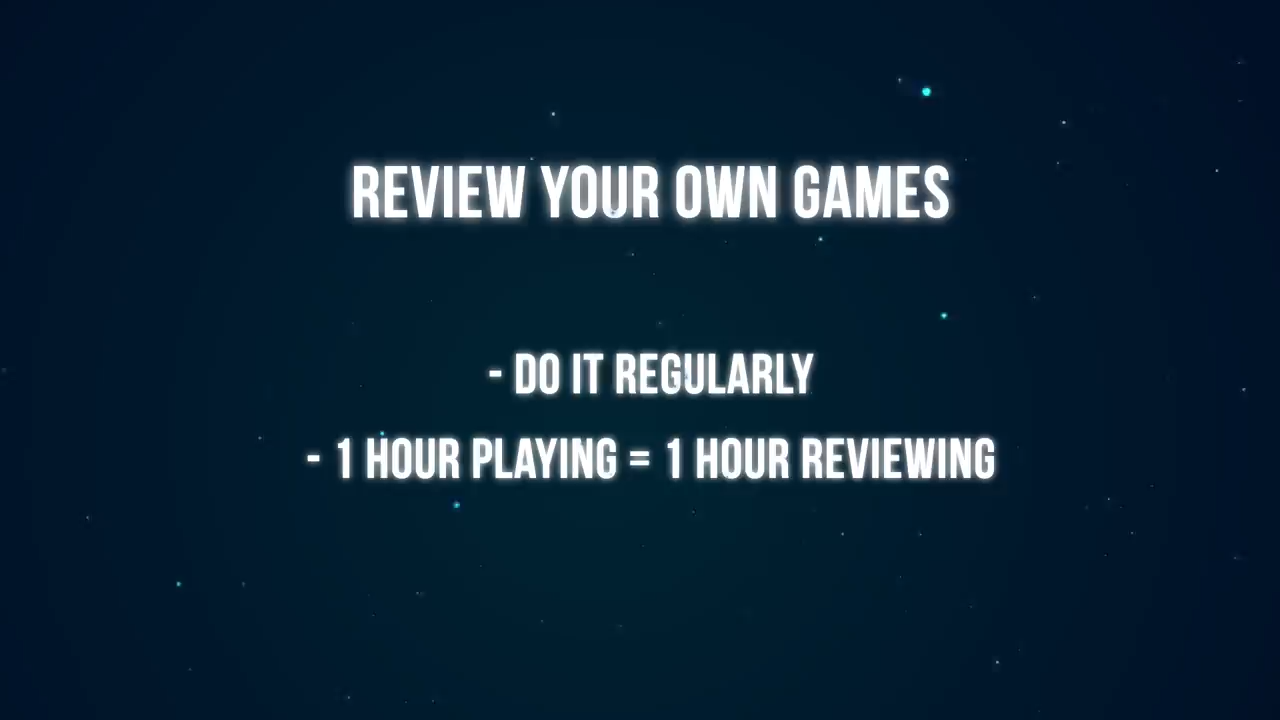 REVIEW YOUR OWN GAMES
- DO IT REGULARLY
- 1 HOUR PLAYING = 1 HOUR REVIEWING